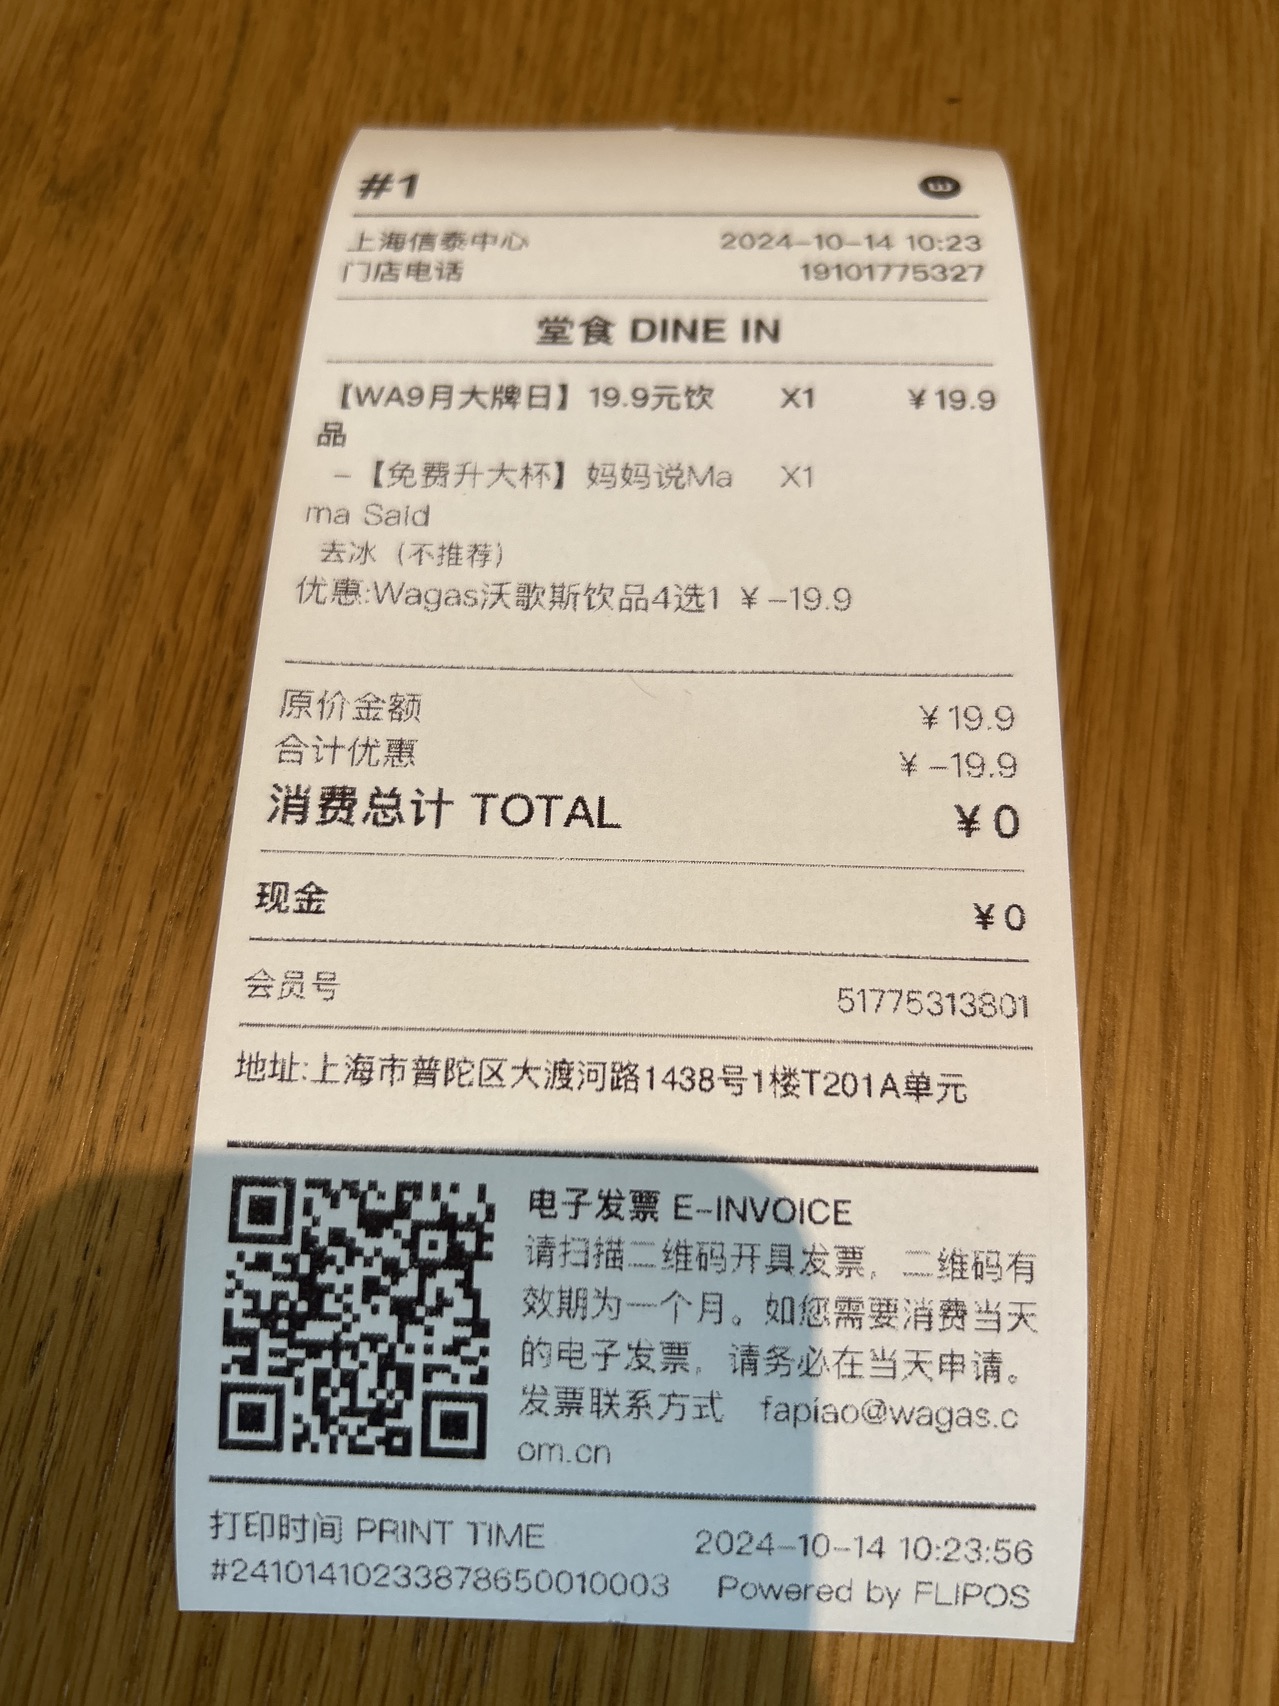 #1
上海信泰中心 2024-10-14 10:23
门店电话 19101775327
堂食 DINE IN
【WA9月大牌日】19.9元饮 X1 ¥19.9
品
-【免费升大杯】妈妈说Ma X1
ma Said
去冰（不推荐）
优惠:Wagas沃歌斯饮品4选1 ¥-19.9
原价金额 ¥19.9
合计优惠 ¥-19.9
消费总计 TOTAL ¥0
现金 ¥0
会员号 51775313801
地址:上海市普陀区大渡河路1438号1楼T201A单元
电子发票 E-INVOICE
请扫描二维码开具发票，二维码有
效期为一个月。如您需要消费当天
的电子发票，请务必在当天申请。
发票联系方式 fapiao@wagas.c
om.cn
打印时间 PRINT TIME 2024-10-14 10:23:56
#24101410233878650010003 Powered by FLIPOS